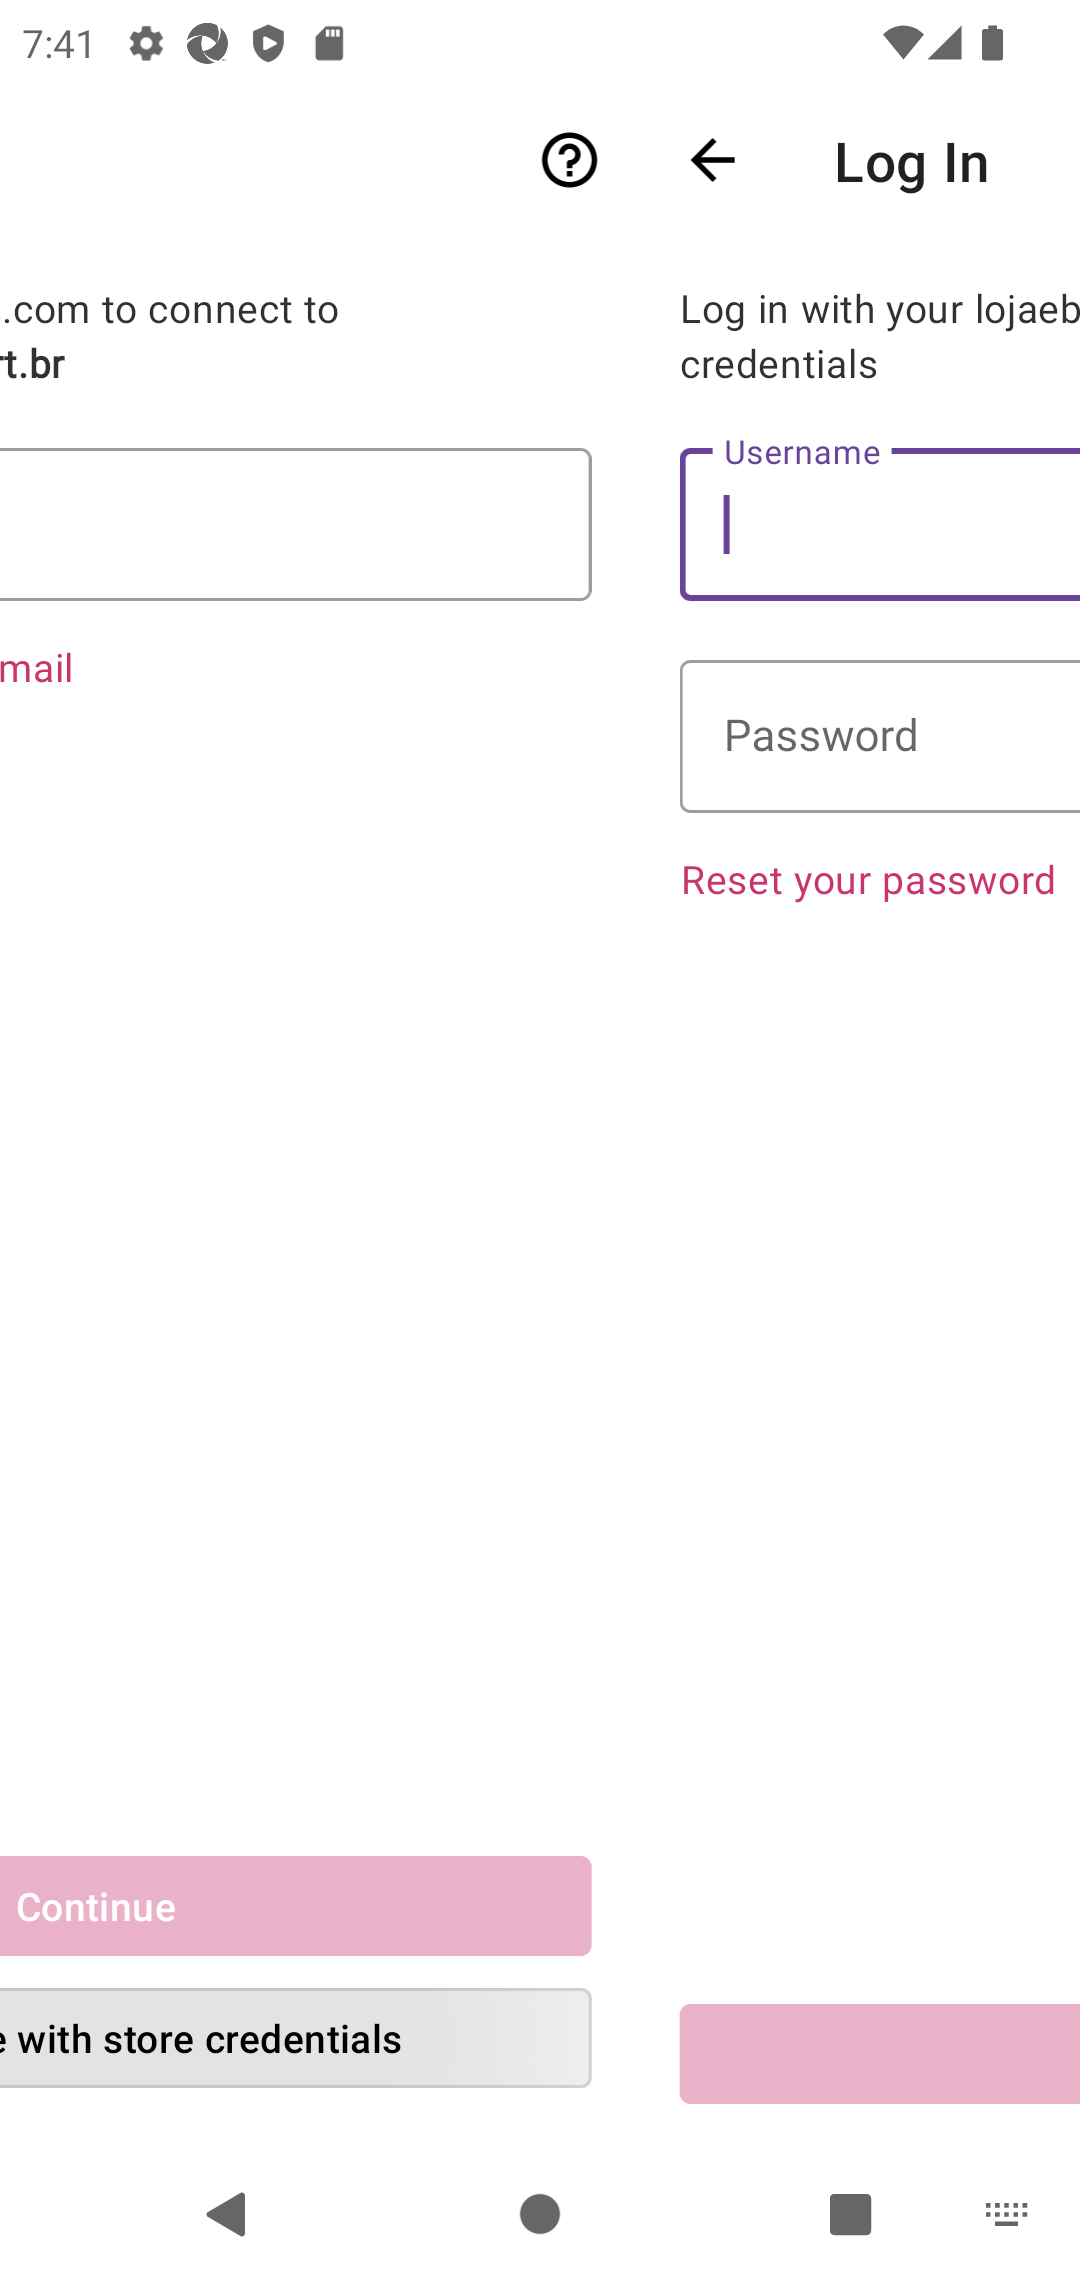 7:41
Log In
.com to connect to
t.br
mail
Continue
with store credentials
Log in with your lojaeb
credentials
Username
Password
Reset your password